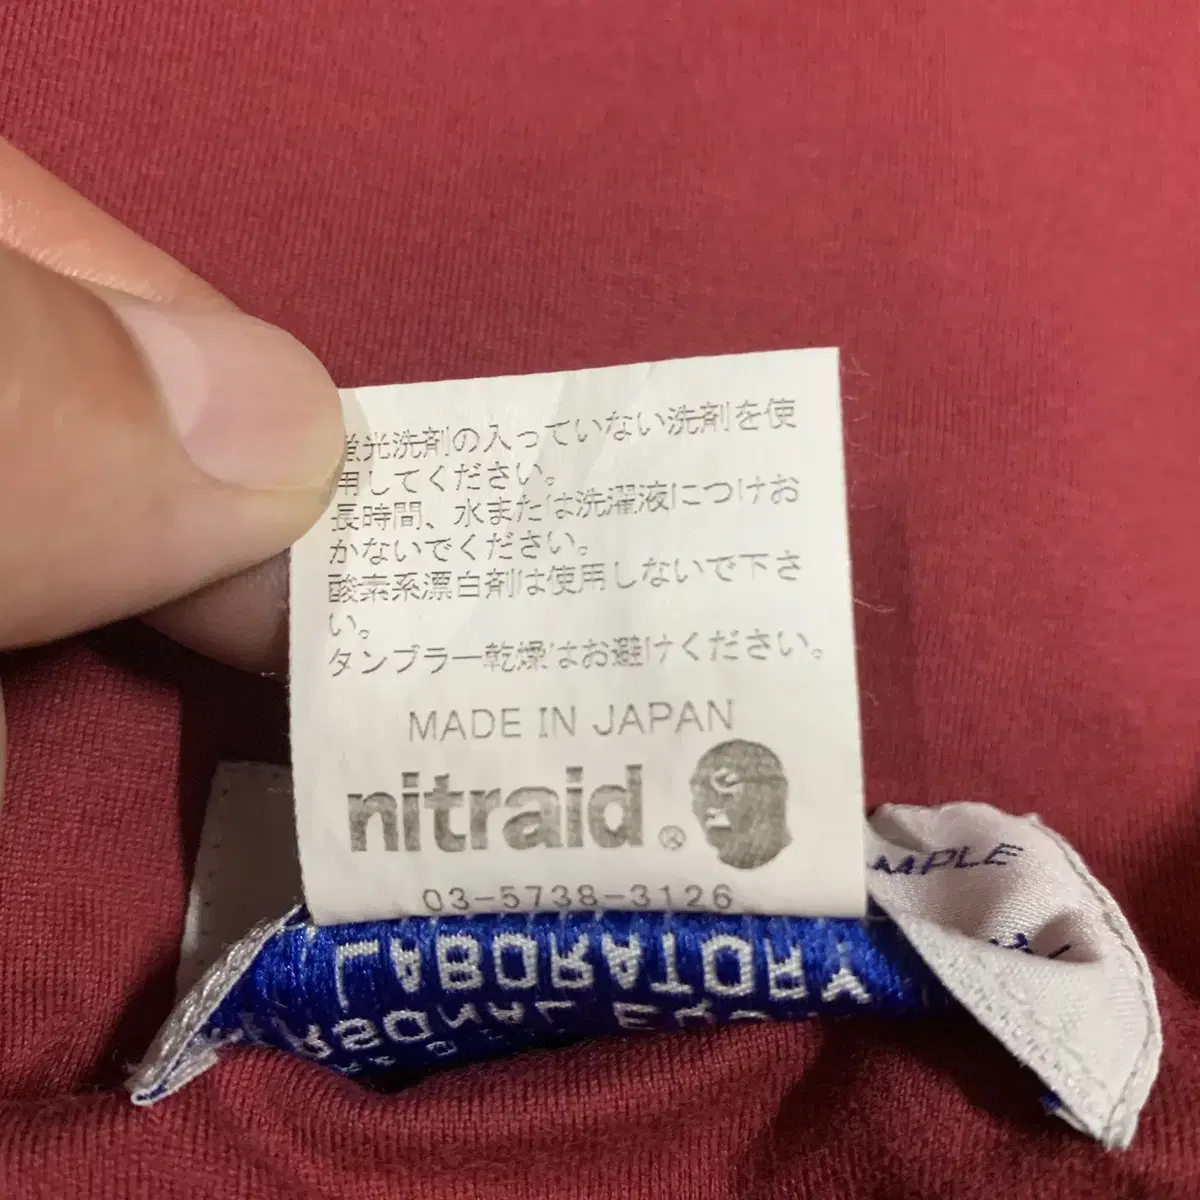 蛍光洗剤の入っていない洗剤を使
用してください。
長時間、水または洗濯液につけお
かないでください。
酸素系漂白剤は使用しないで下さ
い。
タンブラー乾燥はお避けください。
MADE IN JAPAN
nitraid®
03-5738-3126
MPLE
LABORATORY